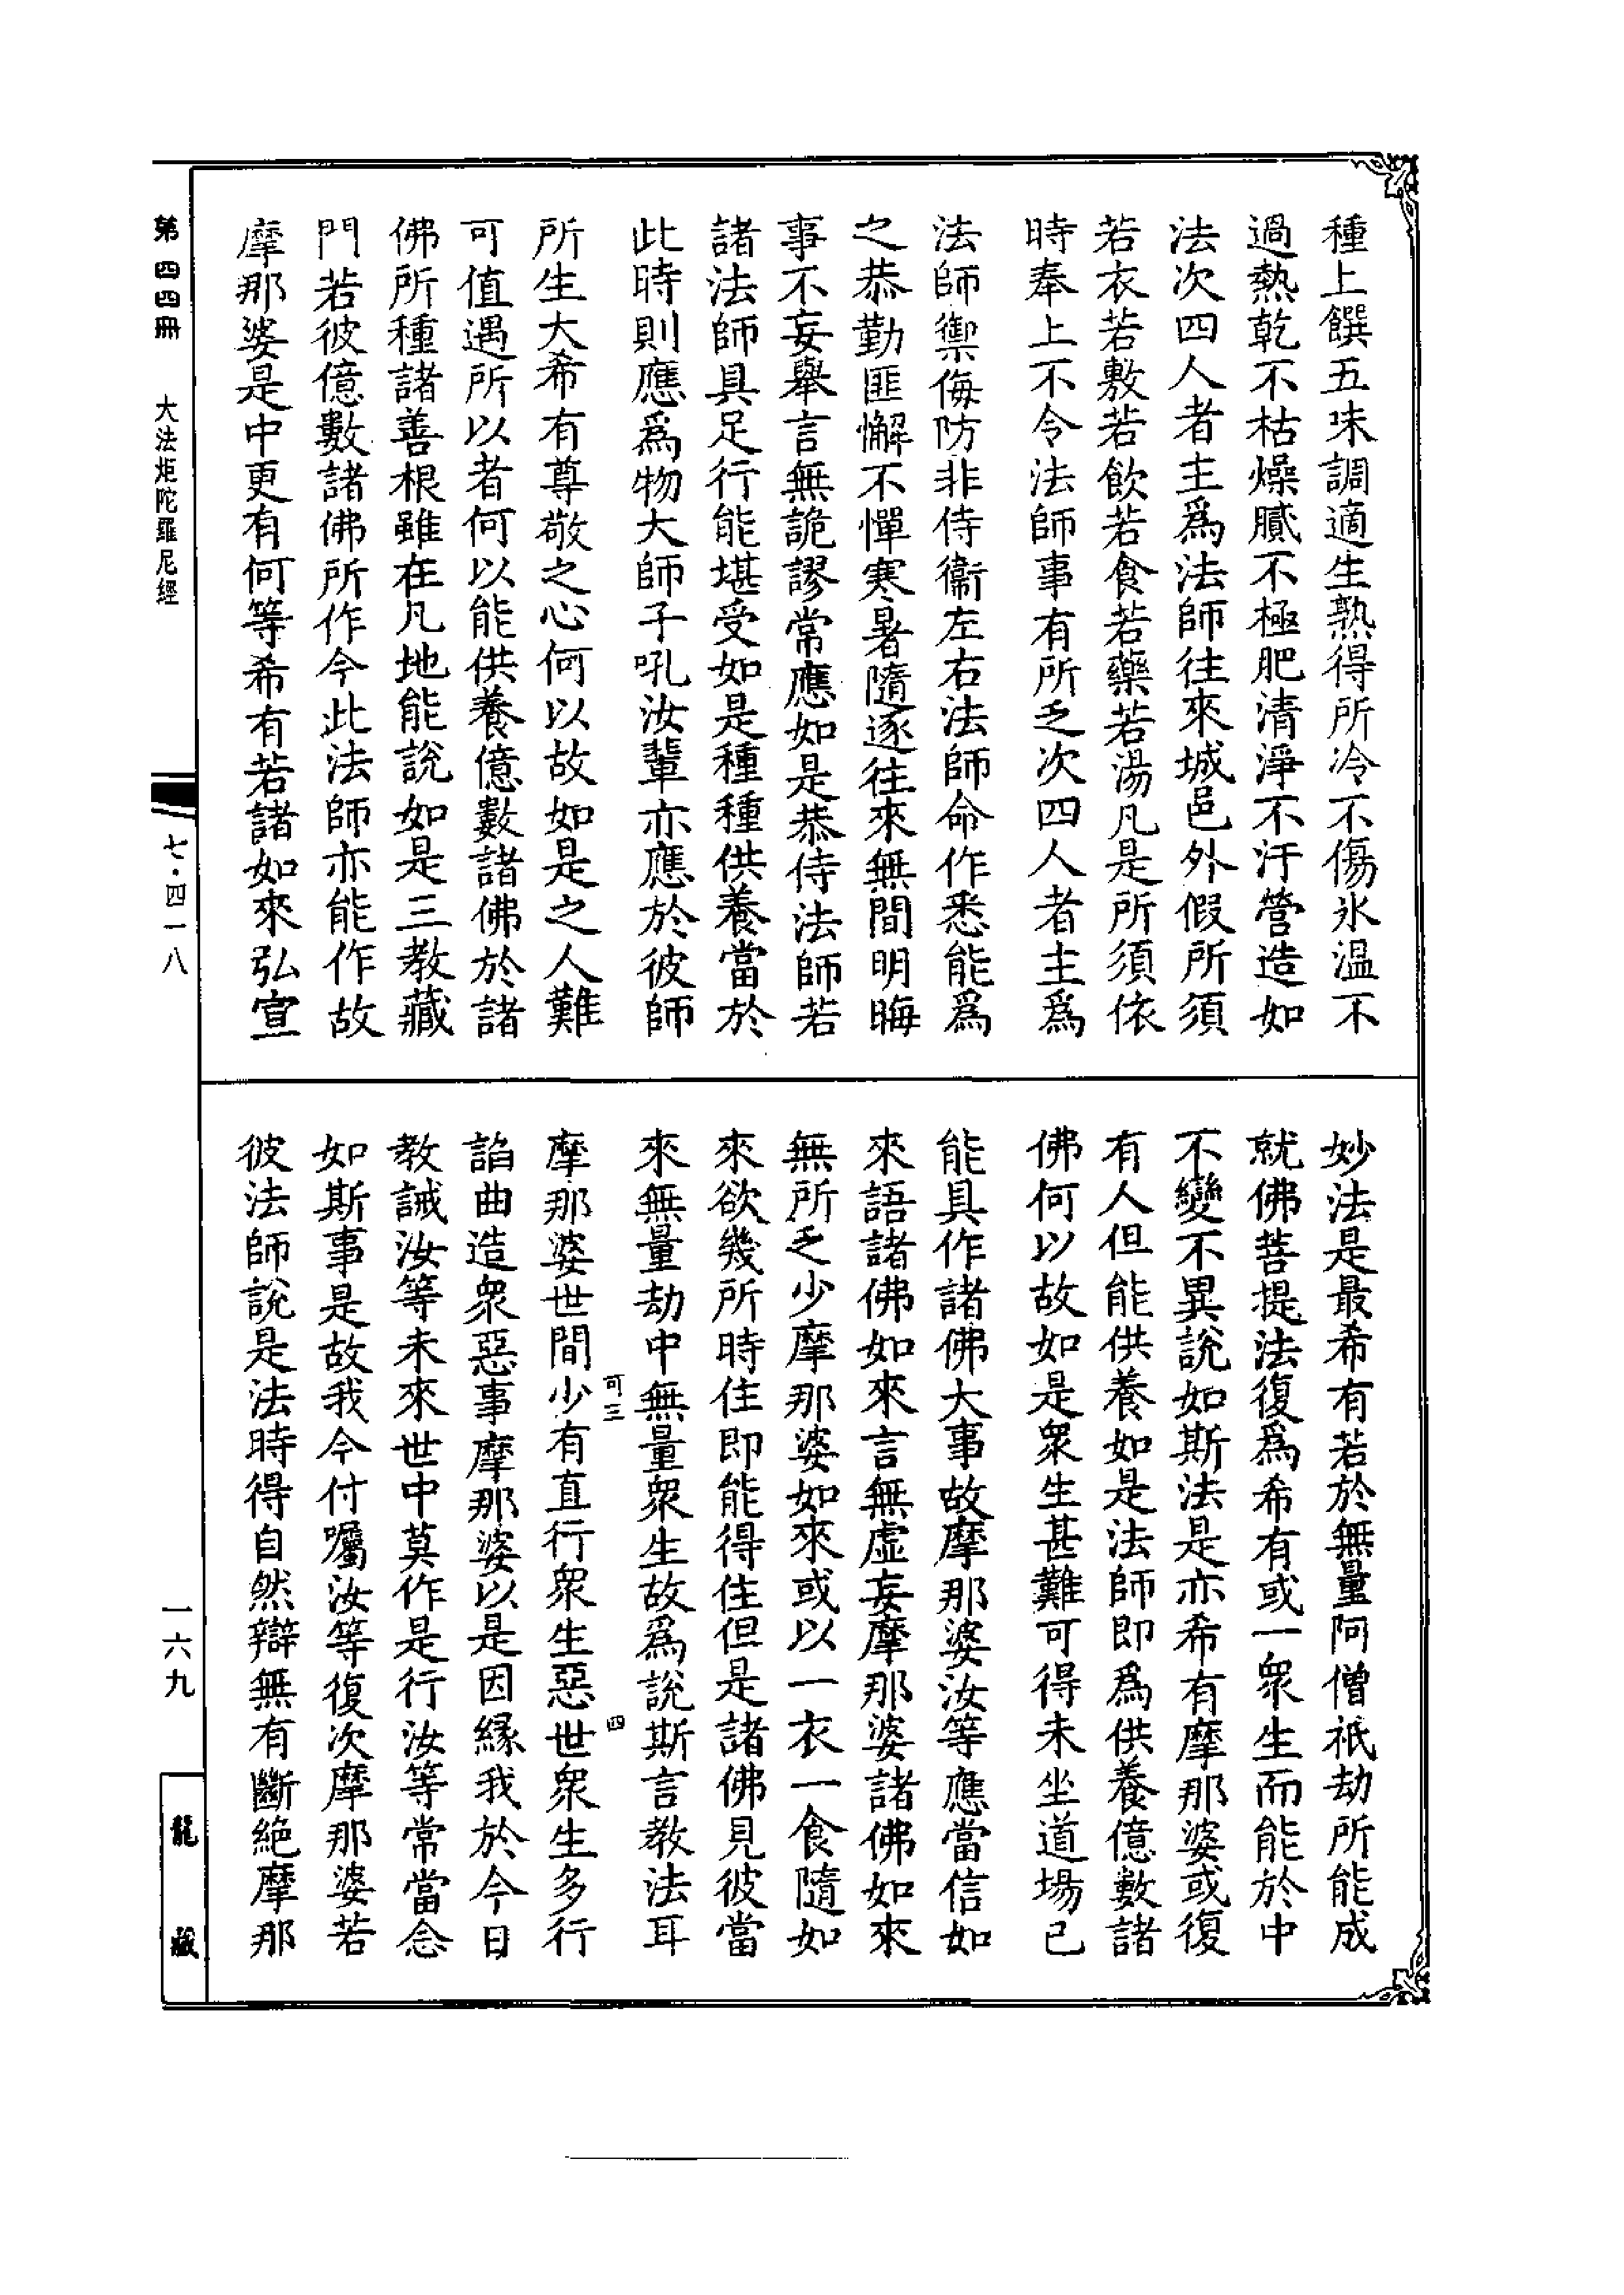 種上饌五味調適生熟得所冷不傷氷温不
過熱乾不枯燥膩不極肥清淨不汙營造如
法次四人者主爲法師往來城邑外假所須
若衣若敷若飲若食若藥若湯凡是所須依
時奉上不令法師事有所乏次四人者主爲
法師禦侮防非侍衞左右法師命作悉能爲
之恭勤匪懈不憚寒暑隨逐往來無間明晦
事不妄舉言無詭謬常應如是恭侍法師若
諸法師具足行能堪受如是種種供養當於
此時則應爲物大師子吼汝輩亦應於彼師
所生大希有尊敬之心何以故如是之人難
可值遇所以者何以能供養億數諸佛於諸
佛所種諸善根雖在凡地能說如是三教藏
門若彼億數諸佛所作今此法師亦能作故
摩那婆是中更有何等希有若諸如來弘宣
妙法是最希有若於無量阿僧祇劫所能成
就佛菩提法復爲希有或一衆生而能於中
不變不異說如斯法是亦希有摩那婆或復
有人但能供養如是法師即爲供養億數諸
佛何以故如是衆生甚難可得未坐道場已
能具作諸佛大事故摩那婆汝等應當信如
來語諸佛如來言無虛妄摩那婆諸佛如來
無所乏少摩那婆如來或以一衣一食隨如
來欲幾所時住即能得住但是諸佛見彼當
來無量劫中無量衆生故爲說斯言教法耳
可三 四
摩那婆世間少有直行衆生惡世衆生多行
諂曲造衆惡事摩那婆以是因緣我於今日
教誡汝等未來世中莫作是行汝等常當念
如斯事是故我今付囑汝等復次摩那婆若
彼法師說是法時得自然辯無有斷絕摩那
第四四冊 大法炬陀羅尼經 七·四一八 一六九
龍藏